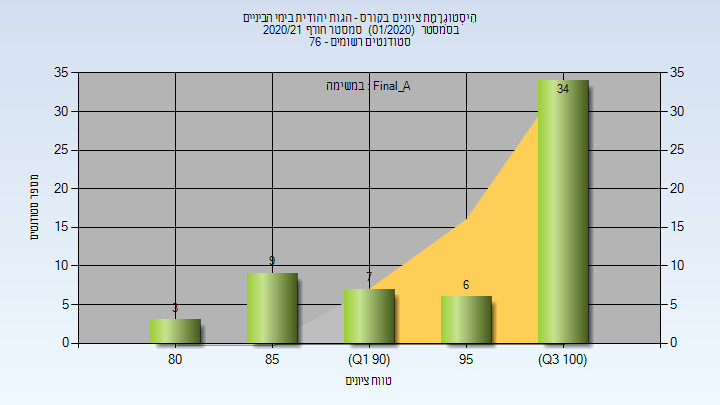 היסטוגרמת ציונים בקורס - הגות יהודית בימי הביניים
בסמסטר (01/2020) סמסטר חורף 2020/21
סטודנטים רשומים - 76
במשימה : Final_A
35 35
30 30
25 25
20 20
15 15
10 10
5 5
0 0
מספר סטודנטים
3 9 7 6 34
80 85 (Q1 90) 95 (Q3 100)
טווח ציונים